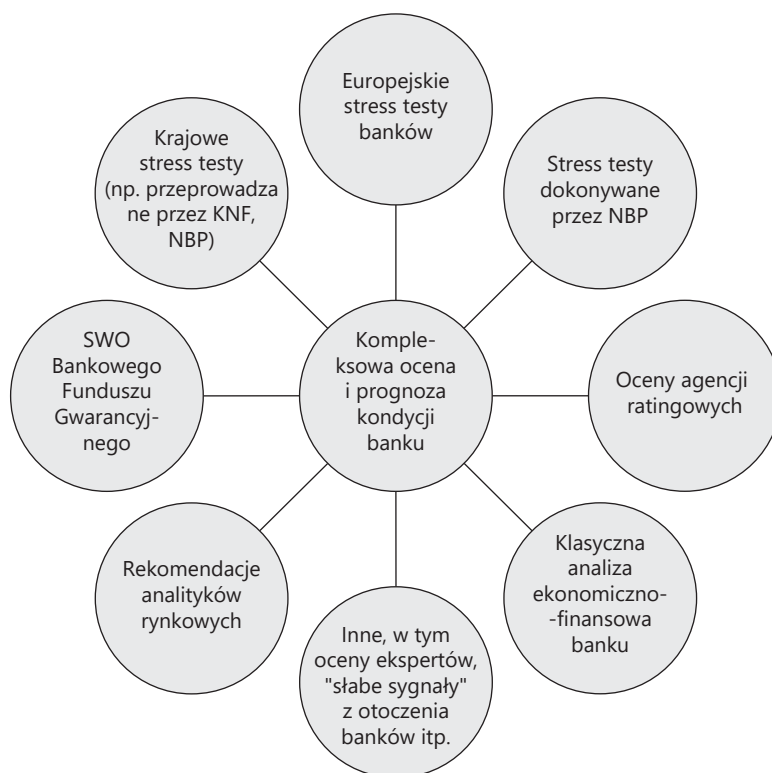 Europejskie
stress testy
banków
Krajowe
stress testy
(np. przeprowadza
ne przez KNF,
NBP)
Stress testy
dokonywane
przez NBP
SWO
Bankowego
Funduszu
Gwarancyj-
nego
Komple-
ksowa ocena
i prognoza
kondycji
banku
Oceny agencji
ratingowych
Rekomendacje
analityków
rynkowych
Klasyczna
analiza
ekonomiczno-
-finansowa
banku
Inne, w tym
oceny ekspertów,
"słabe sygnały"
z otoczenia
banków itp.